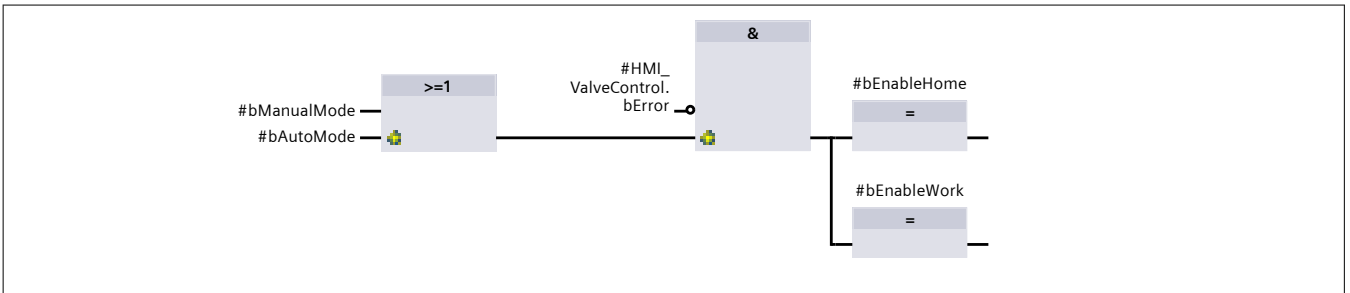 &
#HMI_
ValveControl.
bError
>=1
#bManualMode
#bAutoMode
#bEnableHome
=
#bEnableWork
=